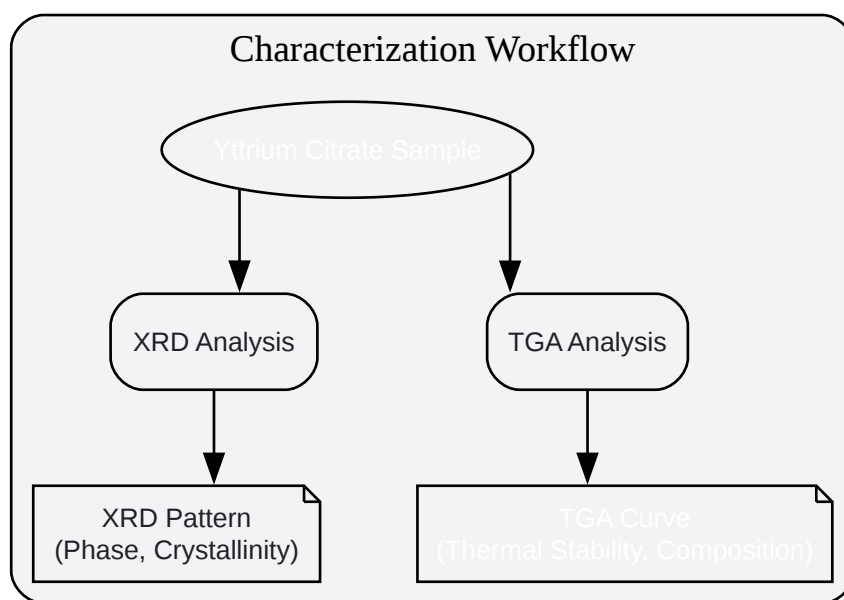 Characterization Workflow
Yttrium Citrate Sample
XRD Analysis
TGA Analysis
XRD Pattern
(Phase, Crystallinity)
TGA Curve
(Thermal Stability, Composition)